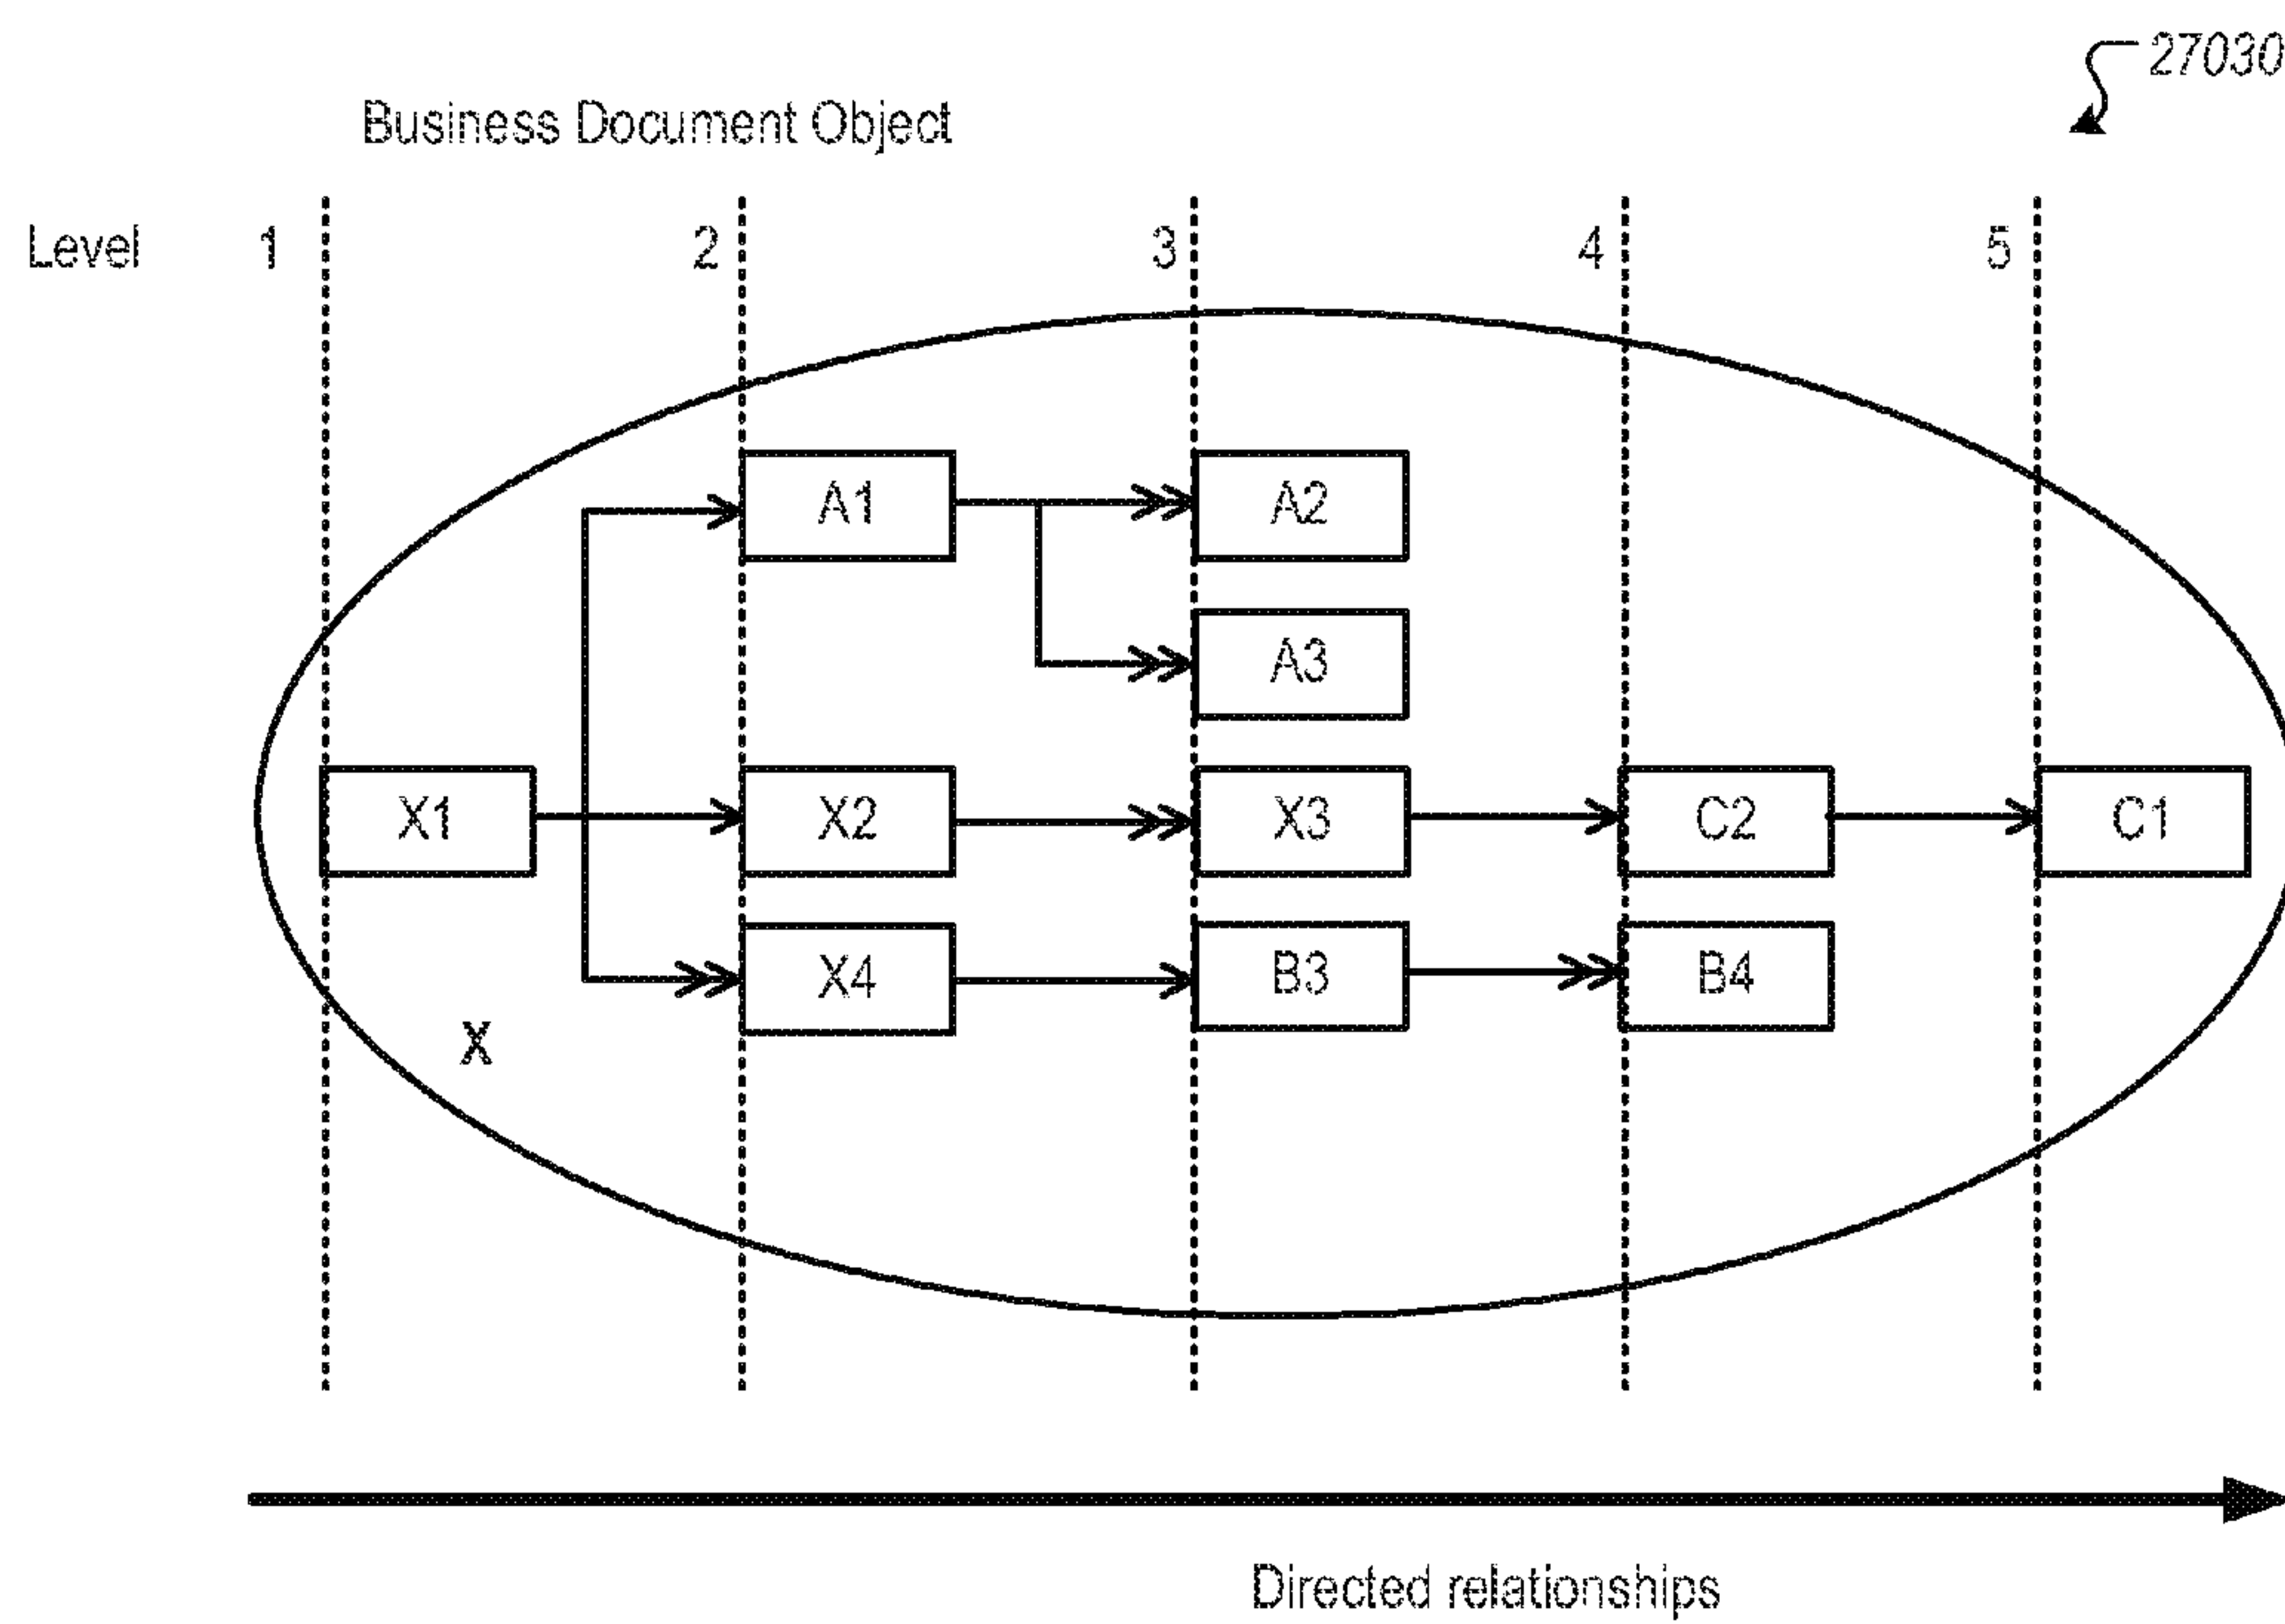 27030
Business Document Object
Level 1 2 3 4 5
A1 A2
A3
X1 X2 X3 C2 C1
X4 B3 B4
X
Directed relationships